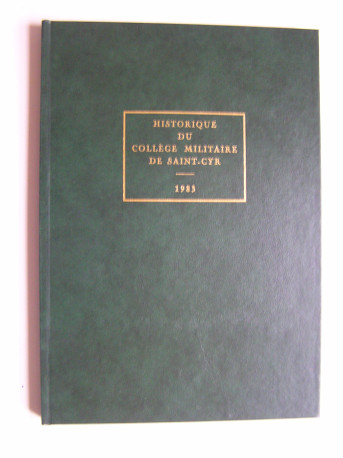 HISTORIQUE
DU
COLLÈGE MILITAIRE
DE SAINT-CYR
1983